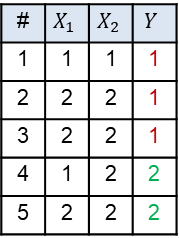 # X₁ X₂ Y
1 1 1 1
2 2 2 1
3 2 2 1
4 1 2 2
5 2 2 2